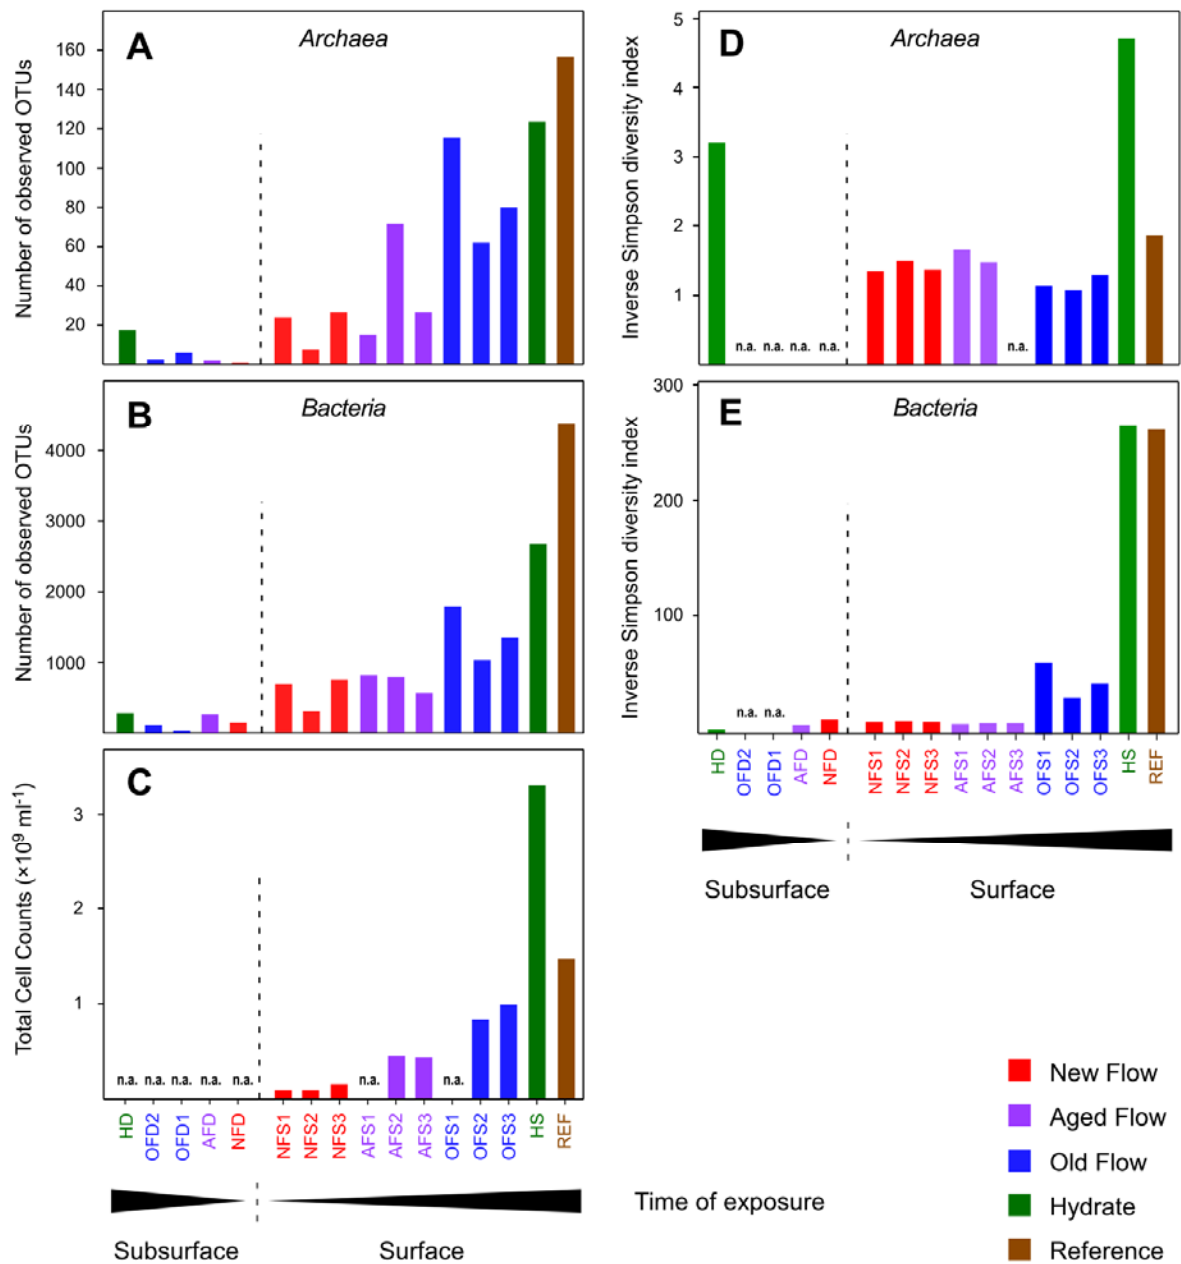 A
Archaea
Number of observed OTUs
160
140
120
100
80
60
40
20
B
Bacteria
Number of observed OTUs
4000
3000
2000
1000
C
Total Cell Counts (×10⁹ ml⁻¹)
3
2
1
n.a. n.a. n.a. n.a. n.a. n.a. n.a.
HD OFD2 OFD1 AFD NFD NFS1 NFS2 NFS3 AFS1 AFS2 AFS3 OFS1 OFS2 OFS3 HS REF
Subsurface Surface
D
Archaea
Inverse Simpson diversity index
5
4
3
2
1
n.a. n.a. n.a. n.a. n.a.
E
Bacteria
Inverse Simpson diversity index
300
200
100
n.a. n.a.
HD OFD2 OFD1 AFD NFD NFS1 NFS2 NFS3 AFS1 AFS2 AFS3 OFS1 OFS2 OFS3 HS REF
Subsurface Surface
Time of exposure
New Flow
Aged Flow
Old Flow
Hydrate
Reference